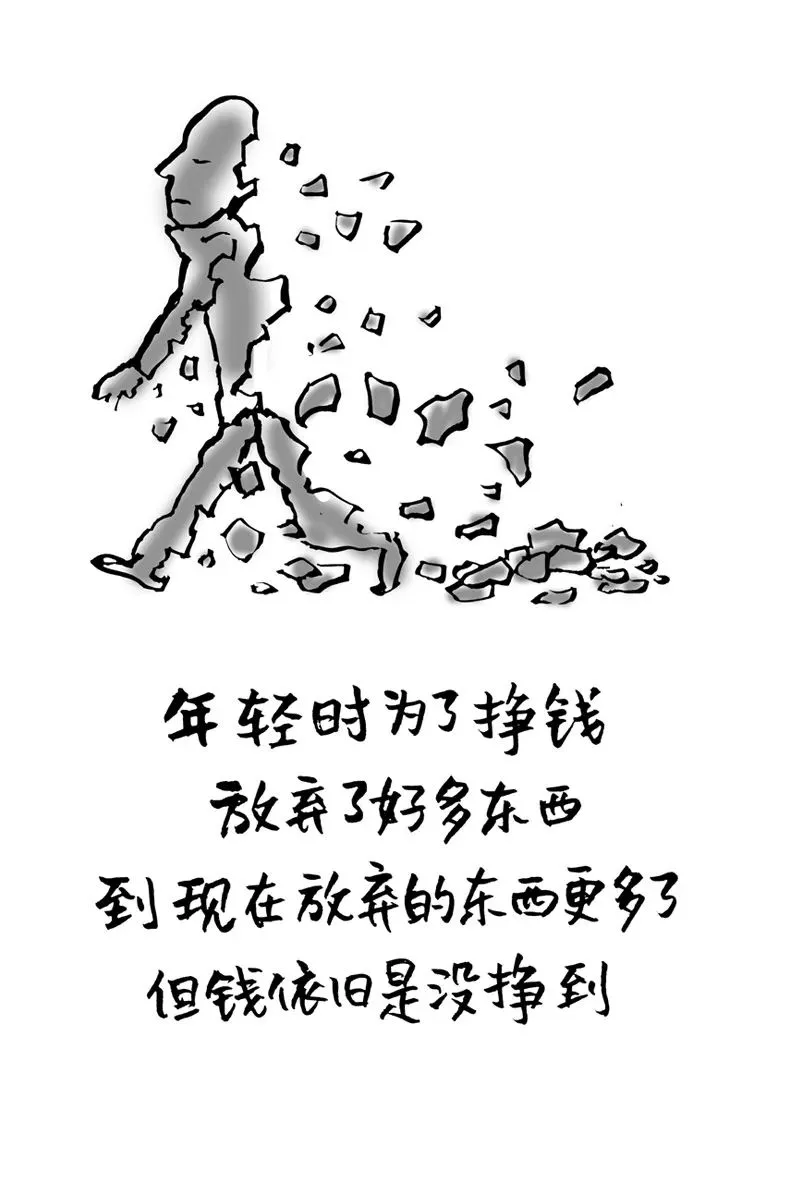 年轻时为了挣钱
放弃了好多东西
到现在放弃的东西更多了
但钱依旧是没挣到